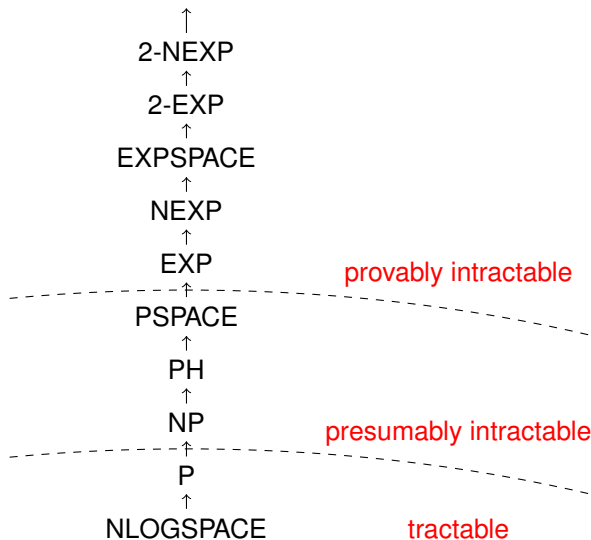 2-NEXP
2-EXP
EXPSPACE
NEXP
EXP
provably intractable
PSPACE
PH
NP
presumably intractable
P
NLOGSPACE
tractable